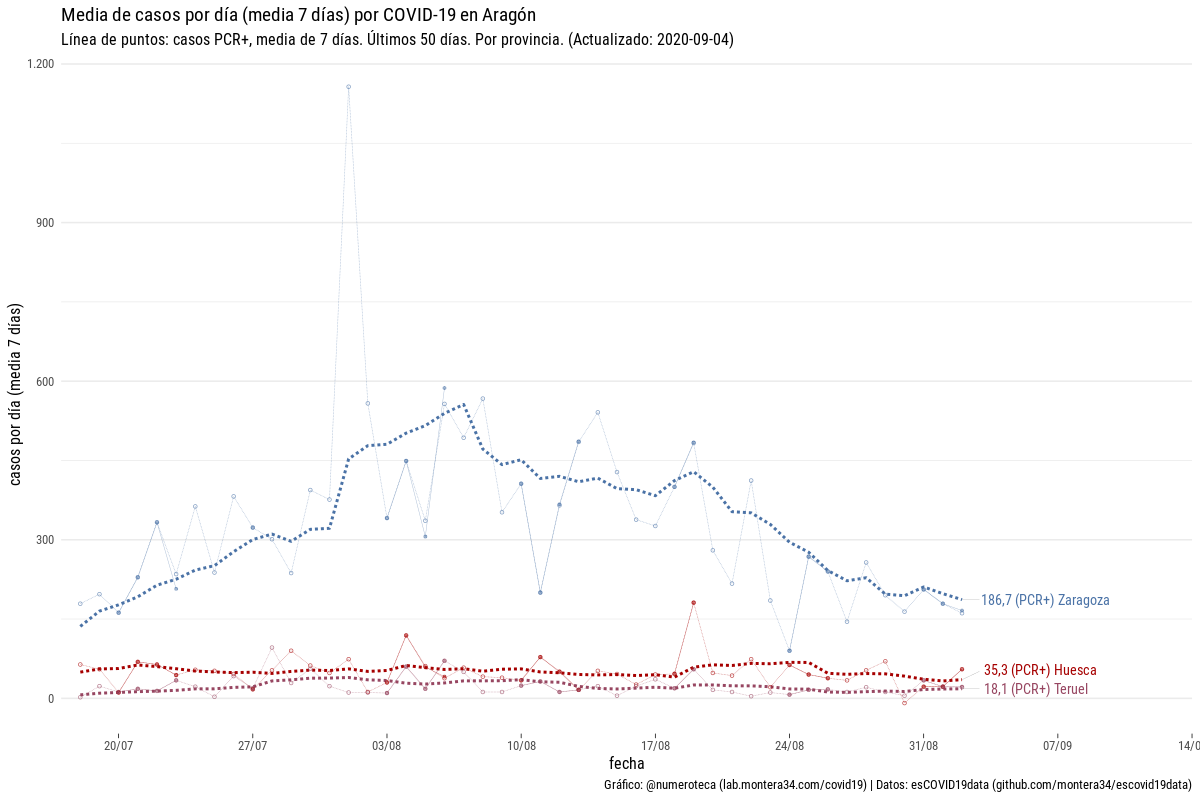 Media de casos por día (media 7 días) por COVID-19 en Aragón
Línea de puntos: casos PCR+, media de 7 días. Últimos 50 días. Por provincia. (Actualizado: 2020-09-04)
casos por día (media 7 días)
1.200
900
600
300
0
186,7 (PCR+) Zaragoza
35,3 (PCR+) Huesca
18,1 (PCR+) Teruel
20/07 27/07 03/08 10/08 17/08 24/08 31/08 07/09 14/0
fecha
Gráfico: @numeroteca (lab.montera34.com/covid19) | Datos: esCOVID19data (github.com/montera34/escovid19data)